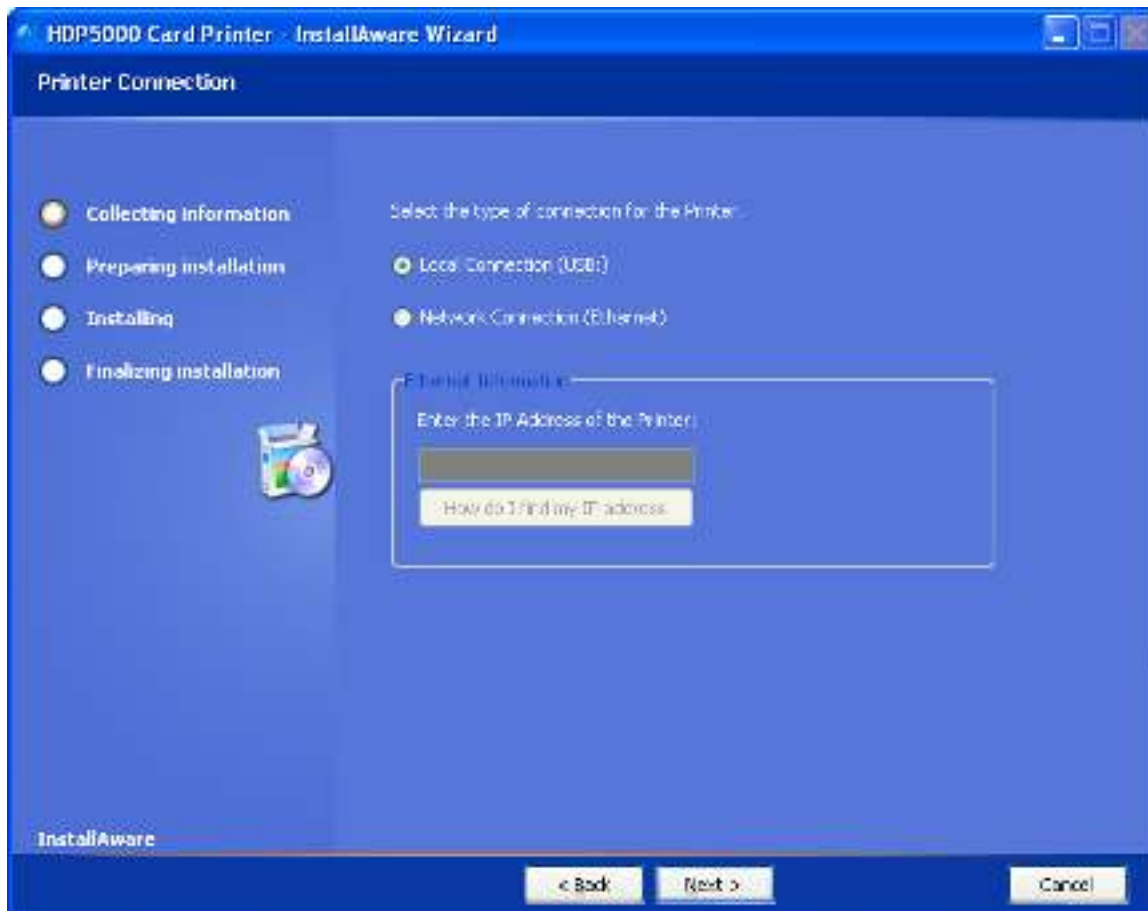 HDP5000 Card Printer - InstallAware Wizard
Printer Connection
Collecting Information
Preparing installation
Installing
Finalizing installation
Select the type of connection for the Printer:
Local Connection (USB:)
Network Connection (Ethernet)
Ethernet Information
Enter the IP Address of the Printer:
How do I find my IP address
InstallAware
< Back
Next >
Cancel